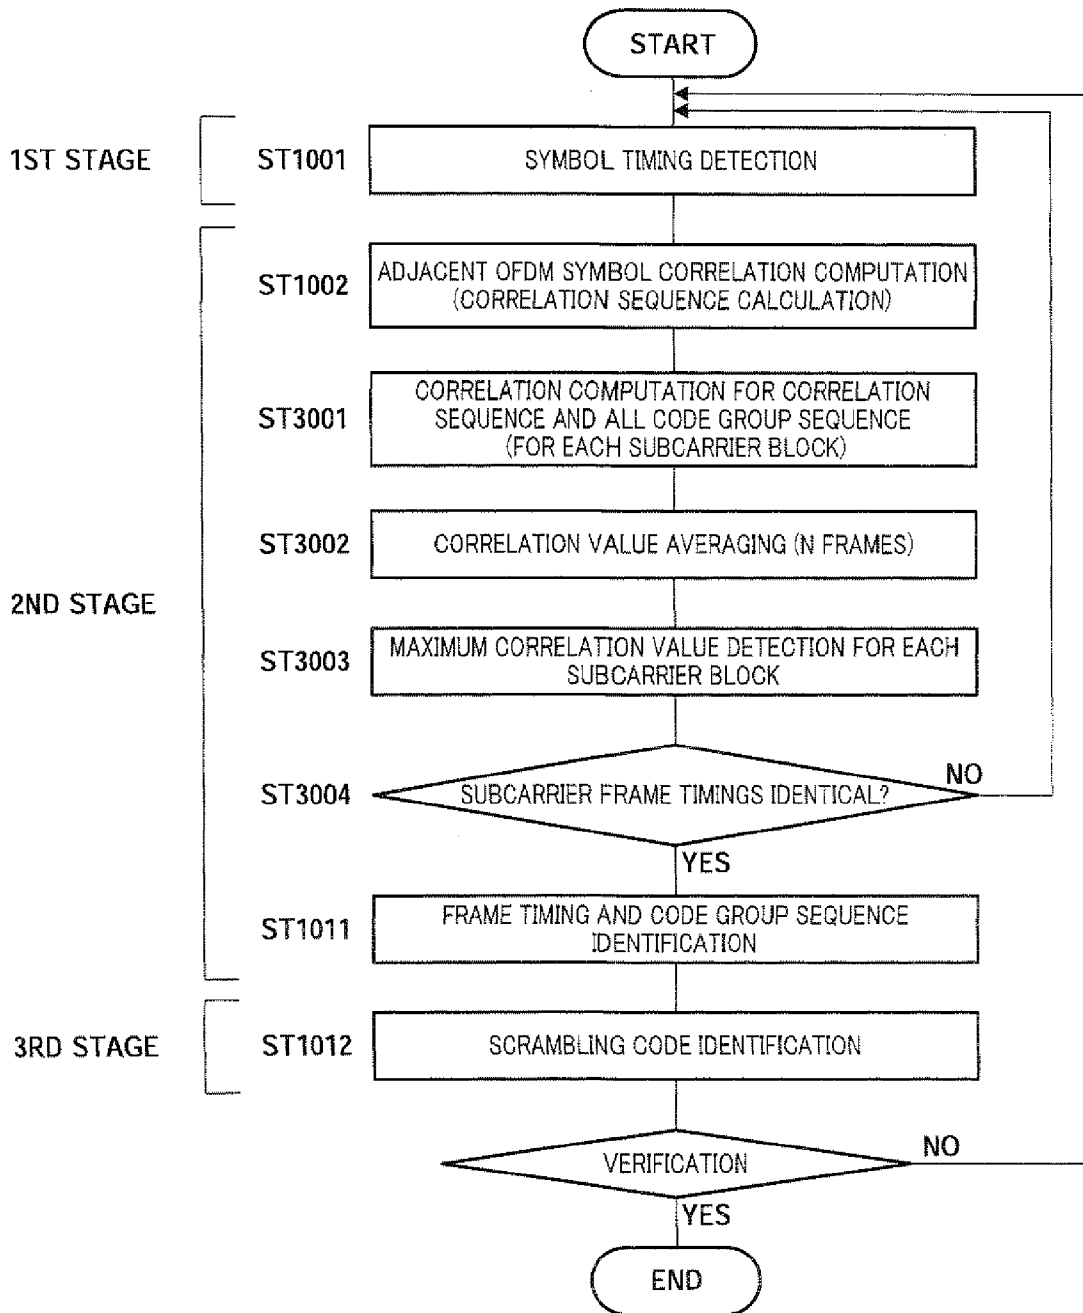 START
1ST STAGE
ST1001
SYMBOL TIMING DETECTION
ST1002
ADJACENT OFDM SYMBOL CORRELATION COMPUTATION
(CORRELATION SEQUENCE CALCULATION)
ST3001
CORRELATION COMPUTATION FOR CORRELATION
SEQUENCE AND ALL CODE GROUP SEQUENCE
(FOR EACH SUBCARRIER BLOCK)
ST3002
CORRELATION VALUE AVERAGING (N FRAMES)
2ND STAGE
ST3003
MAXIMUM CORRELATION VALUE DETECTION FOR EACH
SUBCARRIER BLOCK
ST3004
SUBCARRIER FRAME TIMINGS IDENTICAL?
NO
YES
ST1011
FRAME TIMING AND CODE GROUP SEQUENCE
IDENTIFICATION
3RD STAGE
ST1012
SCRAMBLING CODE IDENTIFICATION
VERIFICATION
NO
YES
END